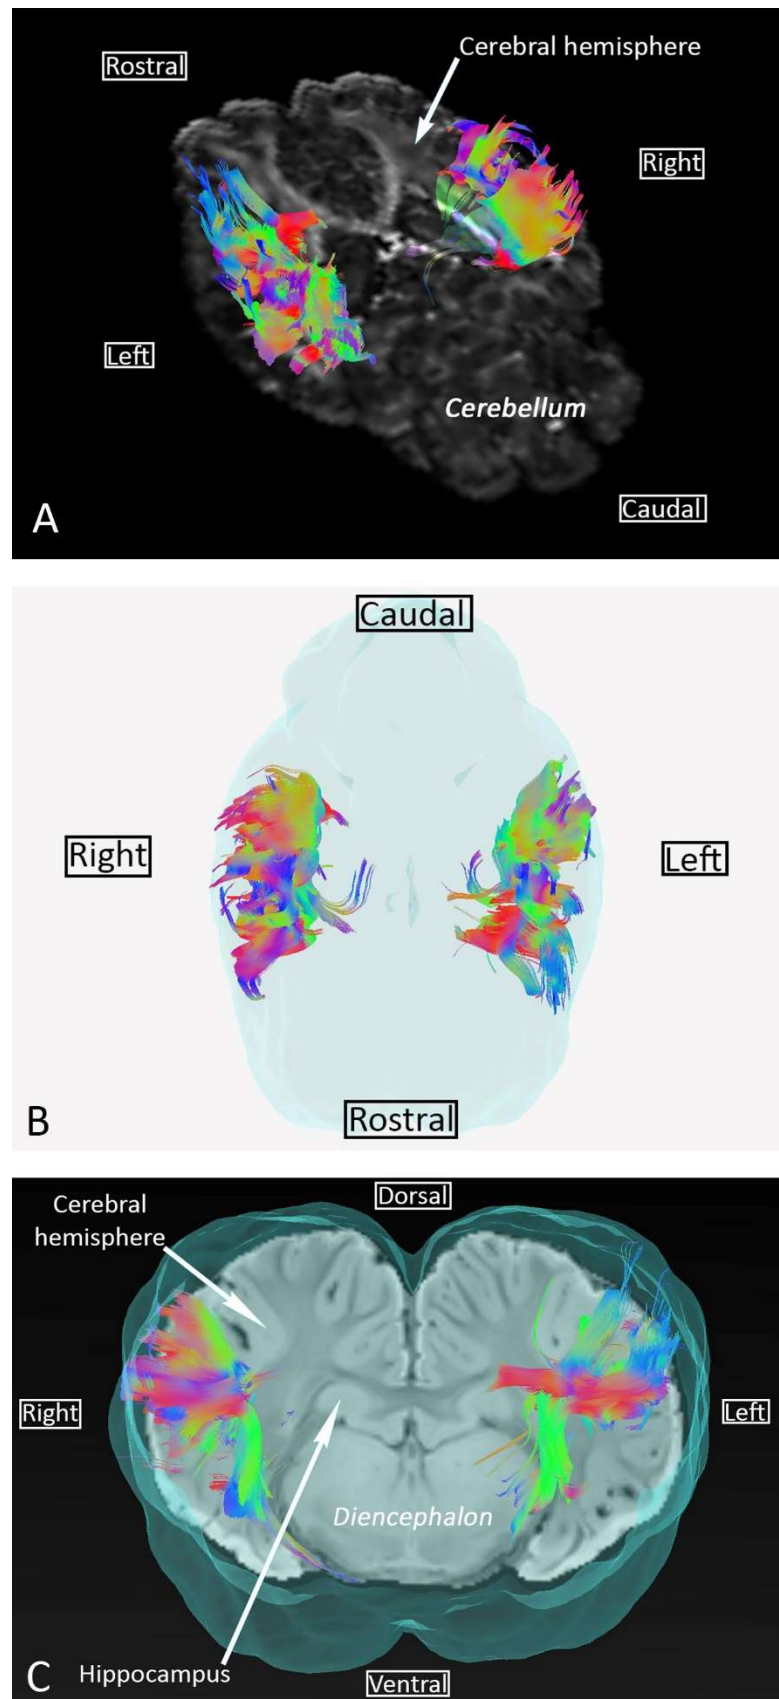 Cerebral hemisphere
Rostral
Right
Left
Cerebellum
Caudal
A
Caudal
Right
Left
Rostral
B
Cerebral
hemisphere
Dorsal
Right
Left
Diencephalon
Hippocampus
Ventral
C